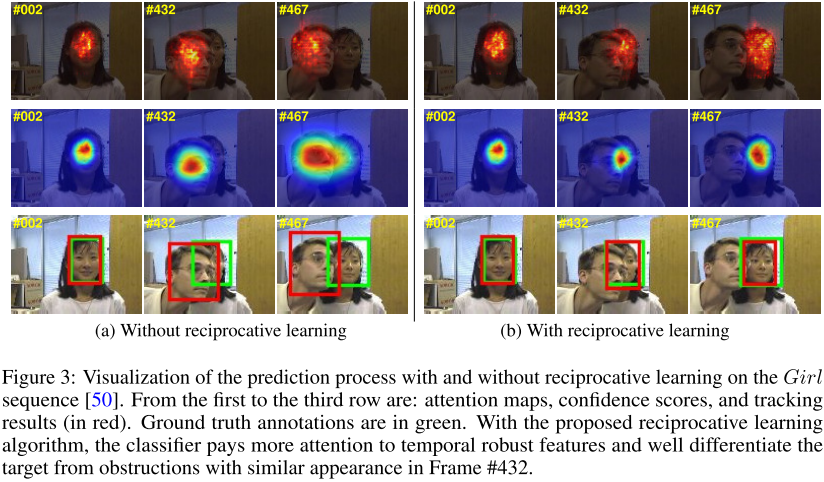 #002 #432 #467 #002 #432 #467
#002 #432 #467 #002 #432 #467
#002 #432 #467 #002 #432 #467
(a) Without reciprocative learning (b) With reciprocative learning
Figure 3: Visualization of the prediction process with and without reciprocative learning on the Girl
sequence [50]. From the first to the third row are: attention maps, confidence scores, and tracking
results (in red). Ground truth annotations are in green. With the proposed reciprocative learning
algorithm, the classifier pays more attention to temporal robust features and well differentiate the
target from obstructions with similar appearance in Frame #432.